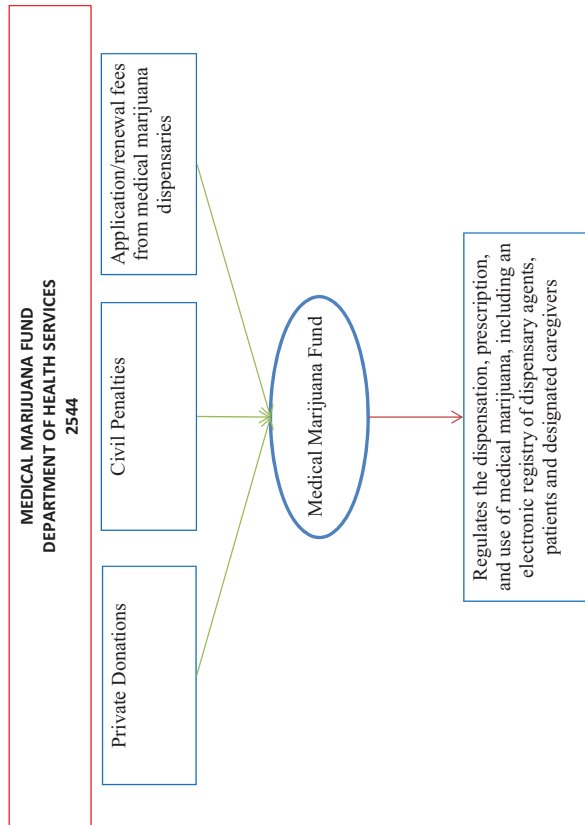 MEDICAL MARIJUANA FUND
DEPARTMENT OF HEALTH SERVICES
2544
Private Donations
Civil Penalties
Application/renewal fees
from medical marijuana
dispensaries
Medical Marijuana Fund
Regulates the dispensation, prescription,
and use of medical marijuana, including an
electronic registry of dispensary agents,
patients and designated caregivers